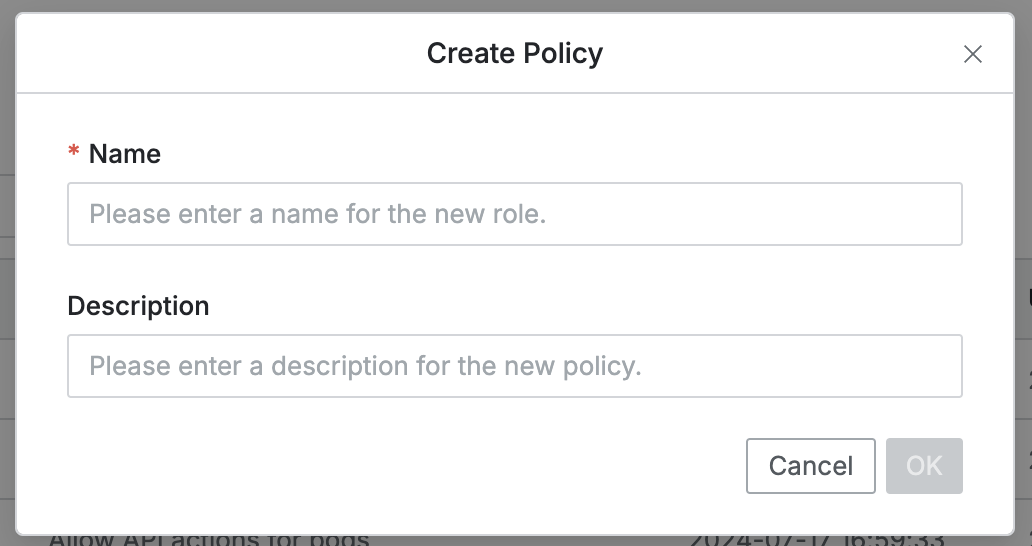 Create Policy
* Name
Please enter a name for the new role.
Description
Please enter a description for the new policy.
Cancel OK
Allow API actions for pods 2024-07-17 16:59:33